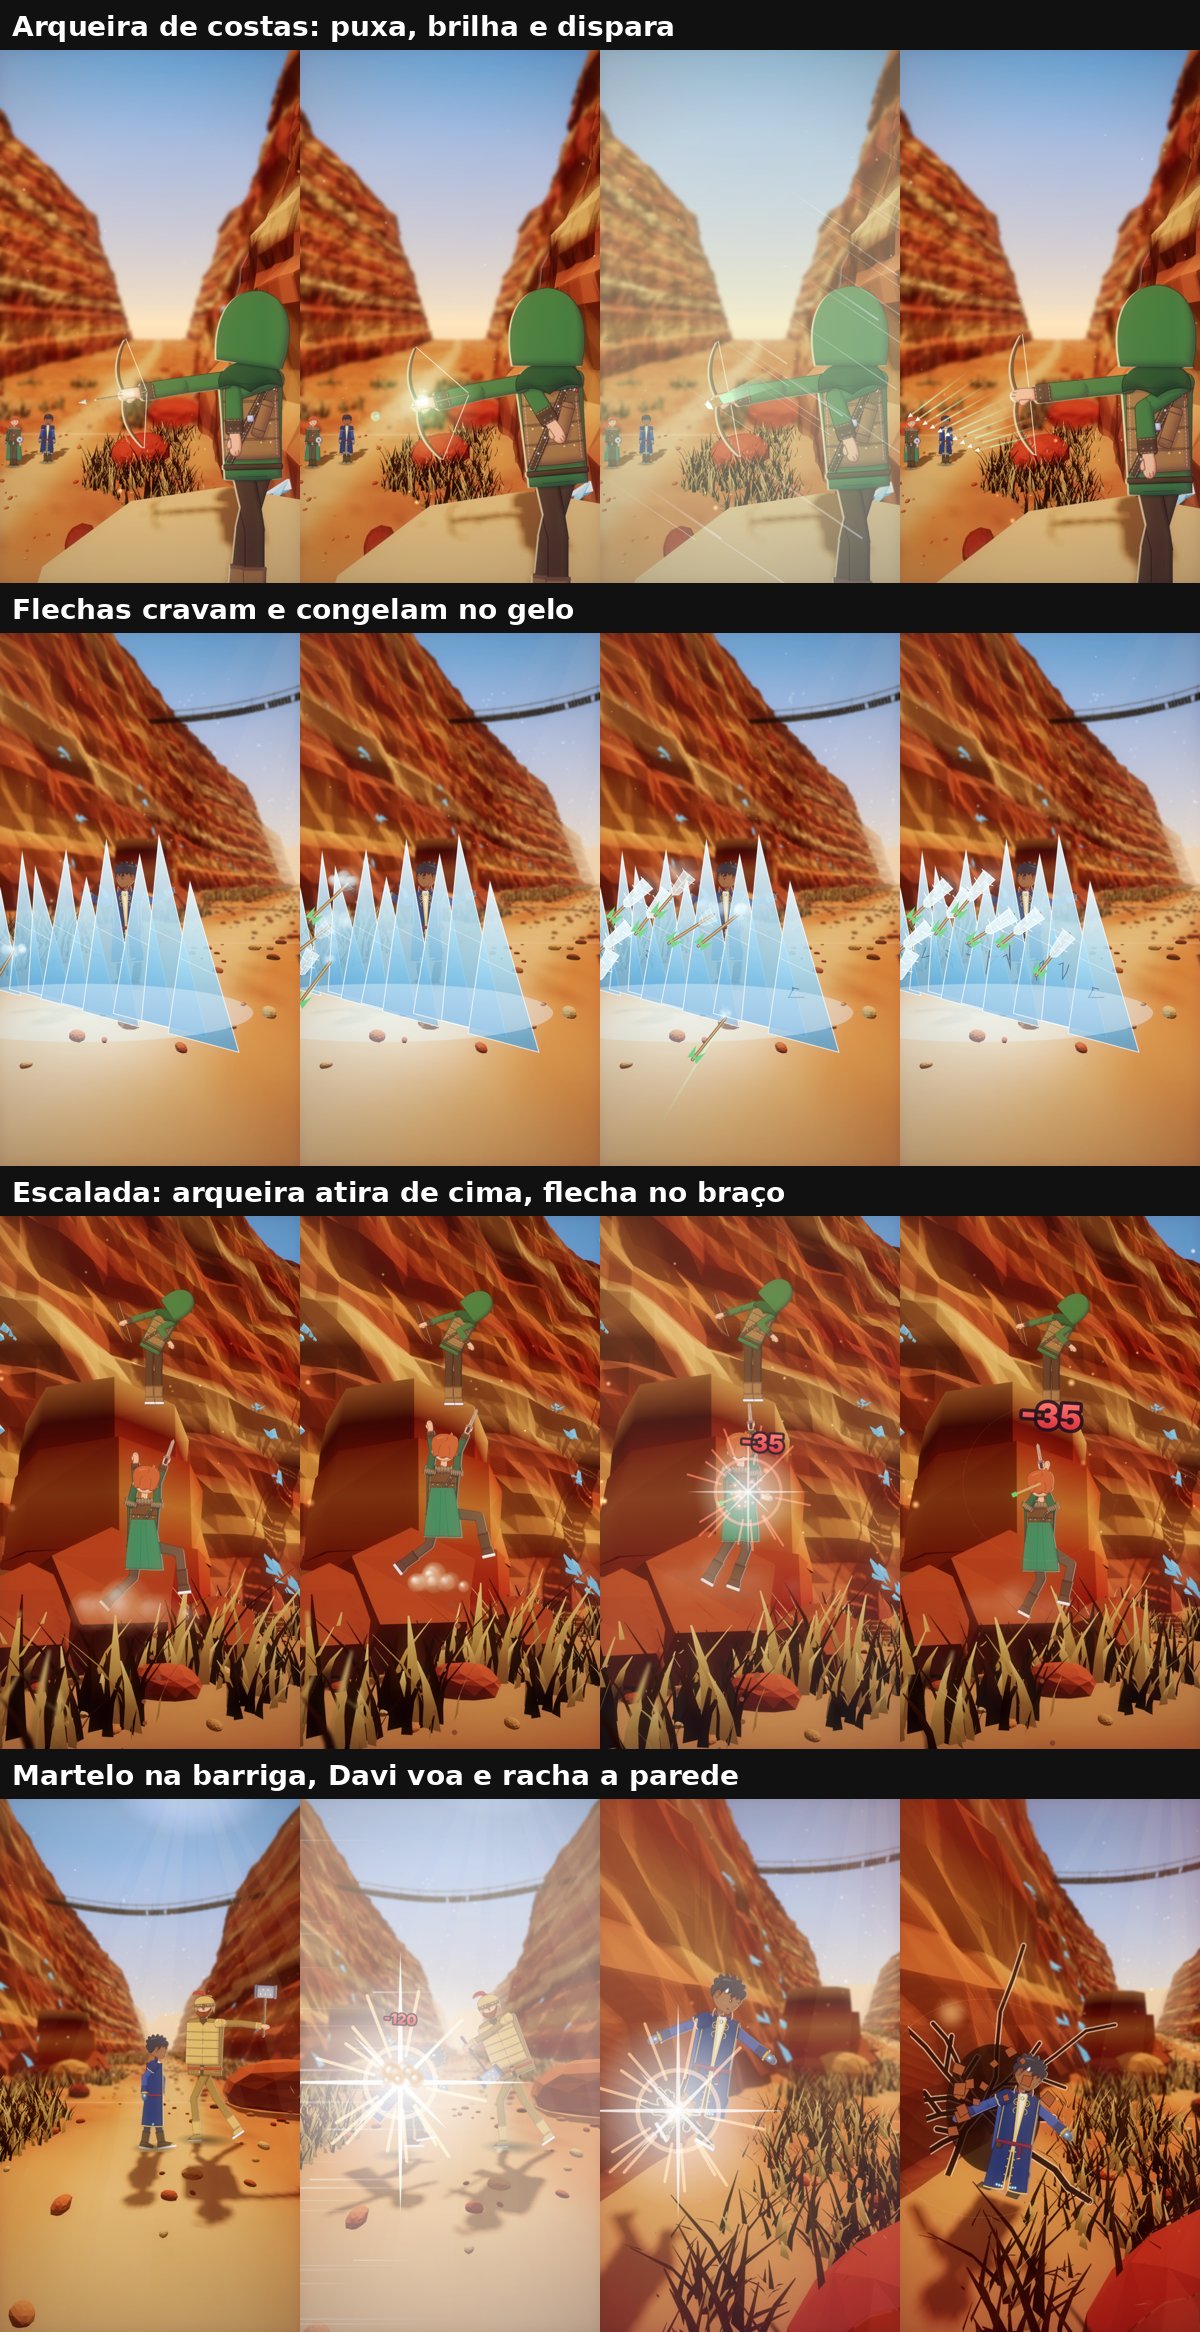 Arqueira de costas: puxa, brilha e dispara
Flechas cravam e congelam no gelo
Escalada: arqueira atira de cima, flecha no braço
-35
-35
Martelo na barriga, Davi voa e racha a parede
-120